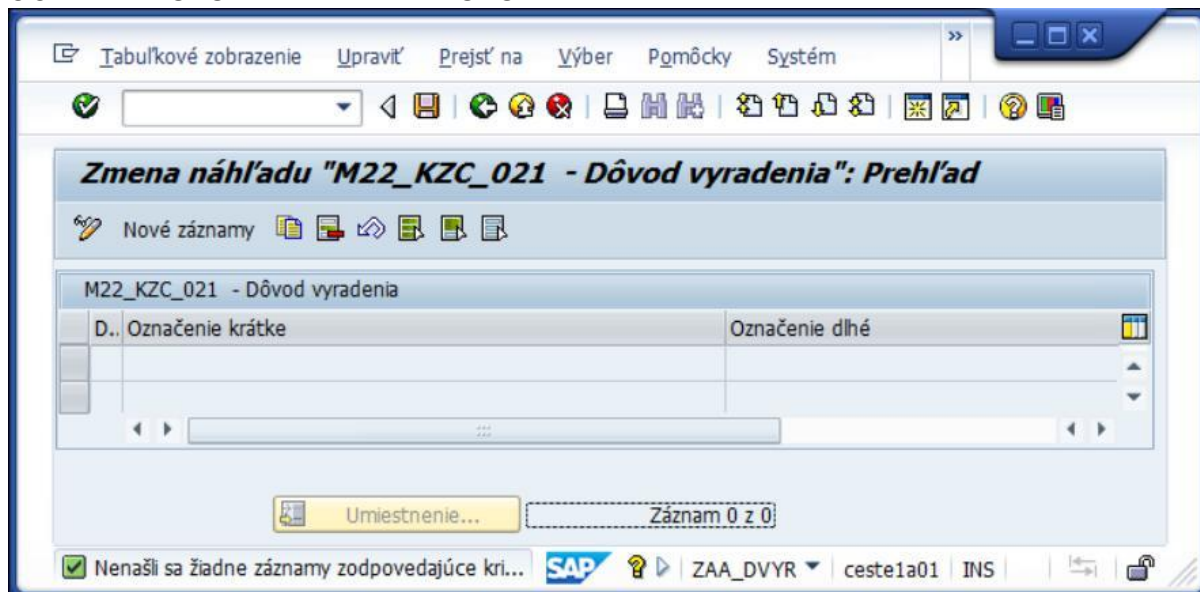 Tabuľkové zobrazenie Upraviť Prejsť na Výber Pomôcky Systém »
Zmena náhľadu "M22_KZC_021 - Dôvod vyradenia": Prehľad
Nové záznamy
M22_KZC_021 - Dôvod vyradenia
D.. Označenie krátke Označenie dlhé
Umiestnenie... Záznam 0 z 0
Nenašli sa žiadne záznamy zodpovedajúce kri... SAP ZAA_DVYR ceste1a01 INS